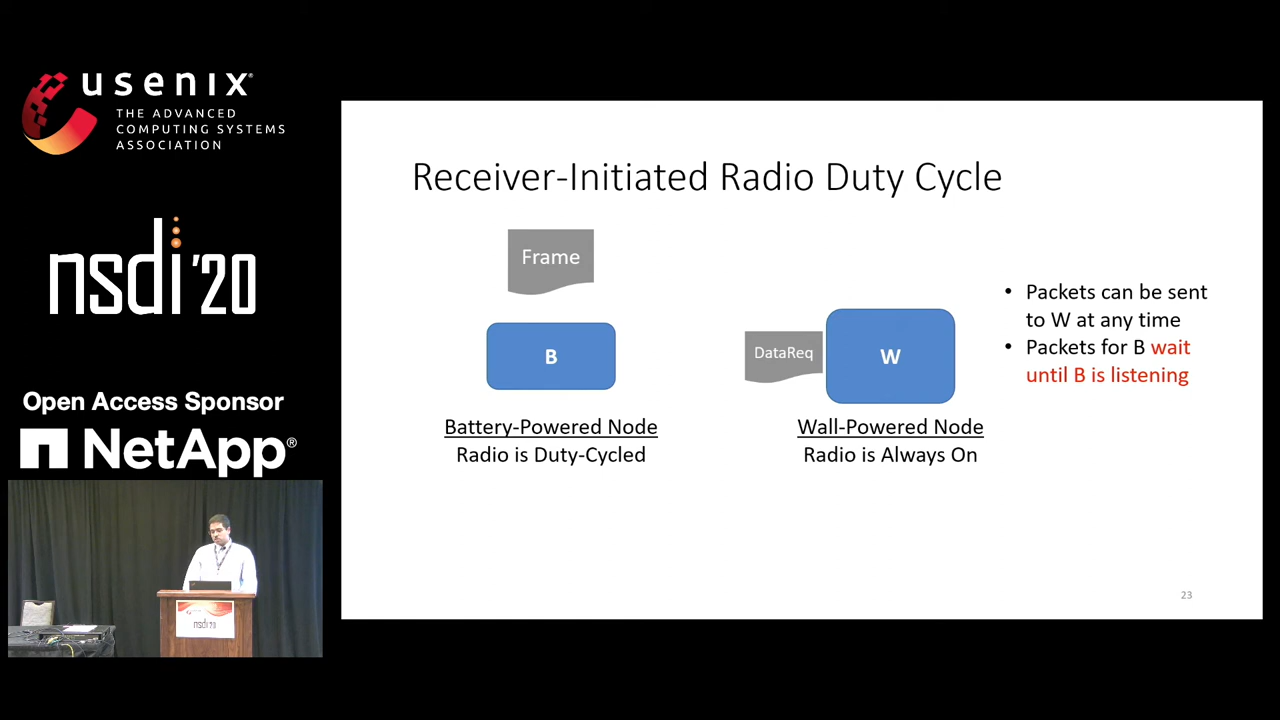 usenix®
THE ADVANCED
COMPUTING SYSTEMS
ASSOCIATION
nsdi '20
Open Access Sponsor
NetApp®
nsdi '20
Receiver-Initiated Radio Duty Cycle
Frame
B
DataReq
W
Battery-Powered Node
Radio is Duty-Cycled
Wall-Powered Node
Radio is Always On
• Packets can be sent
to W at any time
• Packets for B wait
until B is listening
23